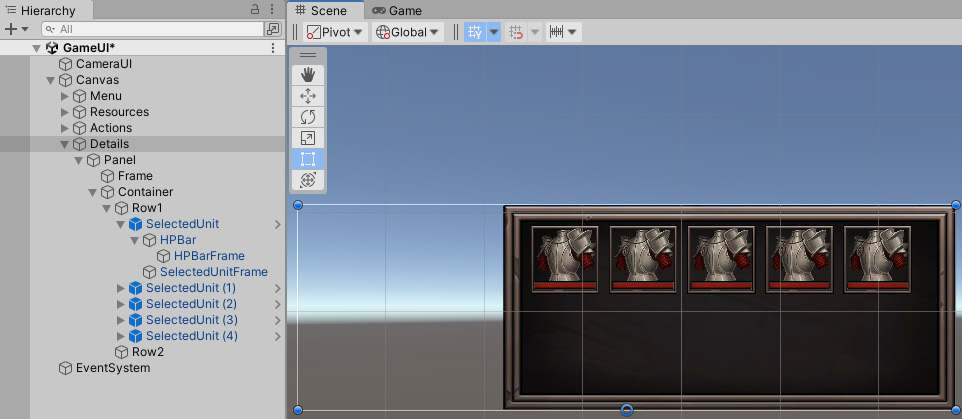 Hierarchy
All
GameUI*
CameraUI
Canvas
Menu
Resources
Actions
Details
Panel
Frame
Container
Row1
SelectedUnit
HPBar
HPBarFrame
SelectedUnitFrame
SelectedUnit (1)
SelectedUnit (2)
SelectedUnit (3)
SelectedUnit (4)
Row2
EventSystem
Scene Game
Pivot Global